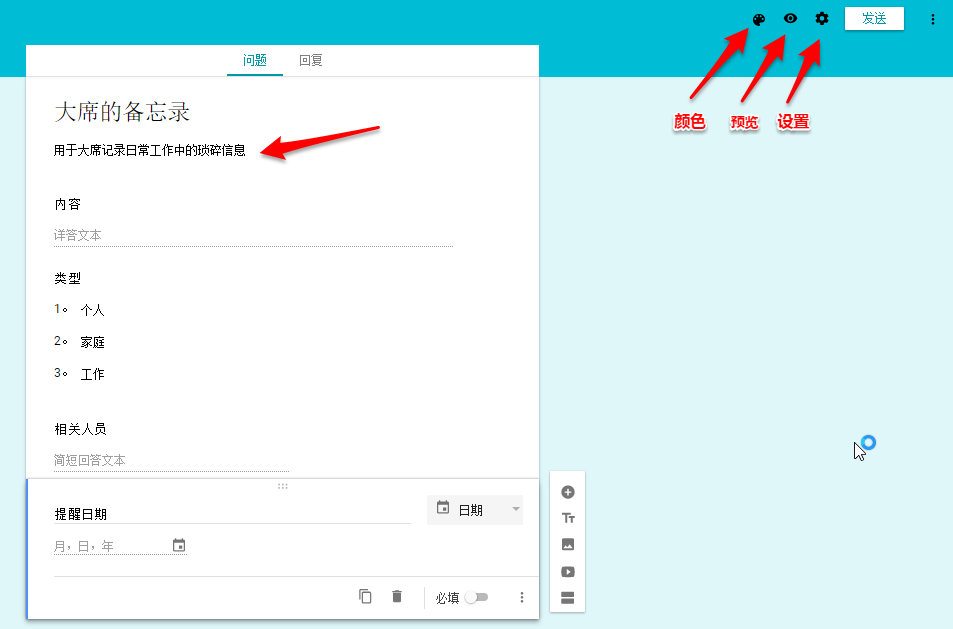 发送
问题 回复
颜色 预览 设置
大席的备忘录
用于大席记录日常工作中的琐碎信息
内容
详答文本
类型
1。 个人
2。 家庭
3。 工作
相关人员
简短回答文本
提醒日期
日期
月，日，年
必填
Tт